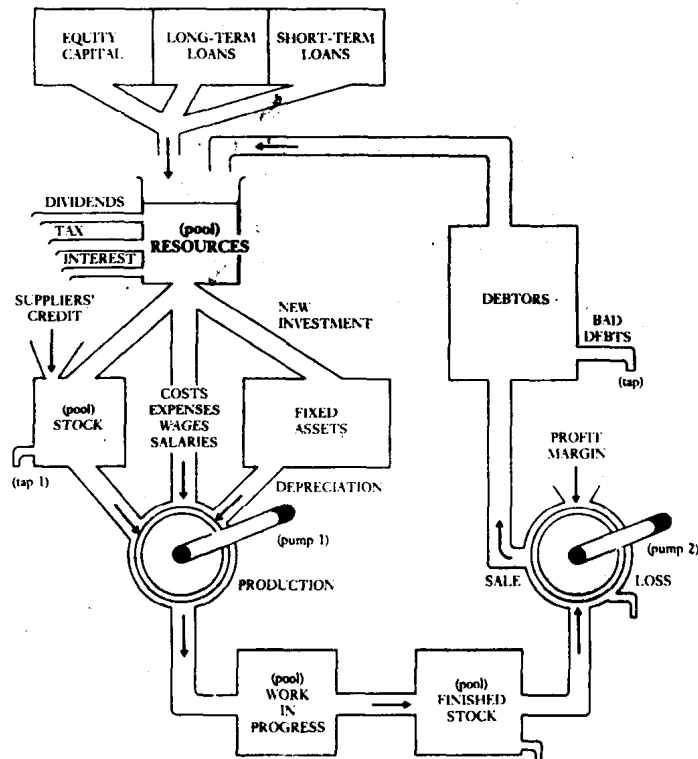 EQUITY
CAPITAL
LONG-TERM
LOANS
SHORT-TERM
LOANS
DIVIDENDS
TAX
INTEREST
(pool)
RESOURCES
SUPPLIERS'
CREDIT
NEW
INVESTMENT
DEBTORS
BAD
DEBTS
(tap)
(pool)
STOCK
(tap 1)
COSTS
EXPENSES
WAGES
SALARIES
FIXED
ASSETS
DEPRECIATION
(pump 1)
PRODUCTION
PROFIT
MARGIN
(pump 2)
SALE
LOSS
(pool)
WORK
IN
PROGRESS
(pool)
FINISHED
STOCK